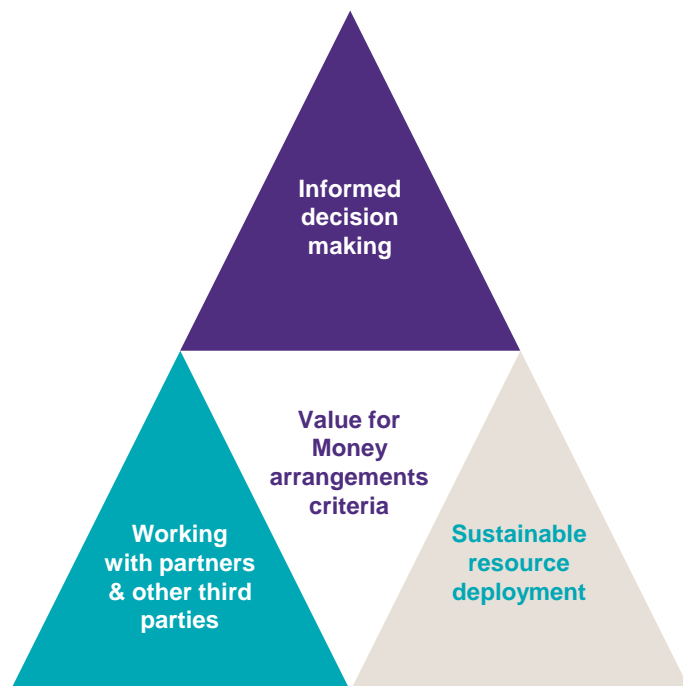 Informed
decision
making
Value for
Money
arrangements
criteria
Working
with partners
& other third
parties
Sustainable
resource
deployment